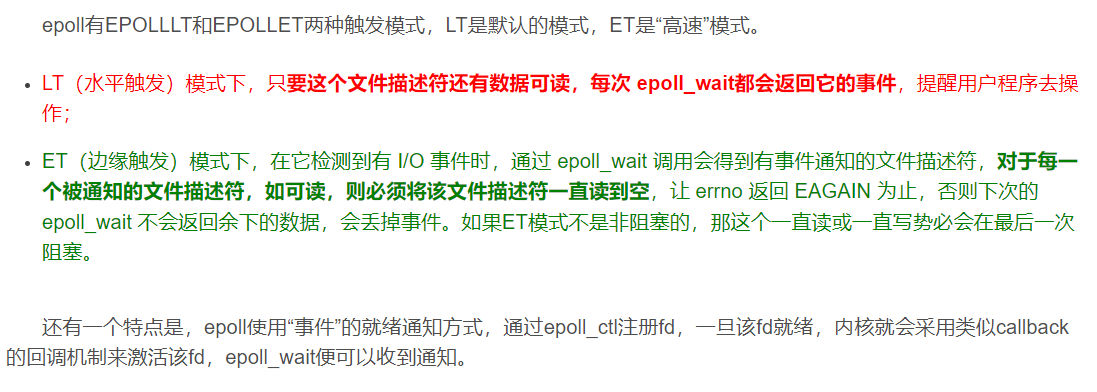 epoll有EPOLLLT和EPOLLET两种触发模式，LT是默认的模式，ET是“高速”模式。
LT（水平触发）模式下，只要这个文件描述符还有数据可读，每次 epoll_wait都会返回它的事件，提醒用户程序去操
作；
ET（边缘触发）模式下，在它检测到有 I/O 事件时，通过 epoll_wait 调用会得到有事件通知的文件描述符，对于每一
个被通知的文件描述符，如可读，则必须将该文件描述符一直读到空，让 errno 返回 EAGAIN 为止，否则下次的
epoll_wait 不会返回余下的数据，会丢掉事件。如果ET模式不是非阻塞的，那这个一直读或一直写势必会在最后一次
阻塞。
还有一个特点是，epoll使用“事件”的就绪通知方式，通过epoll_ctl注册fd，一旦该fd就绪，内核就会采用类似callback
的回调机制来激活该fd，epoll_wait便可以收到通知。